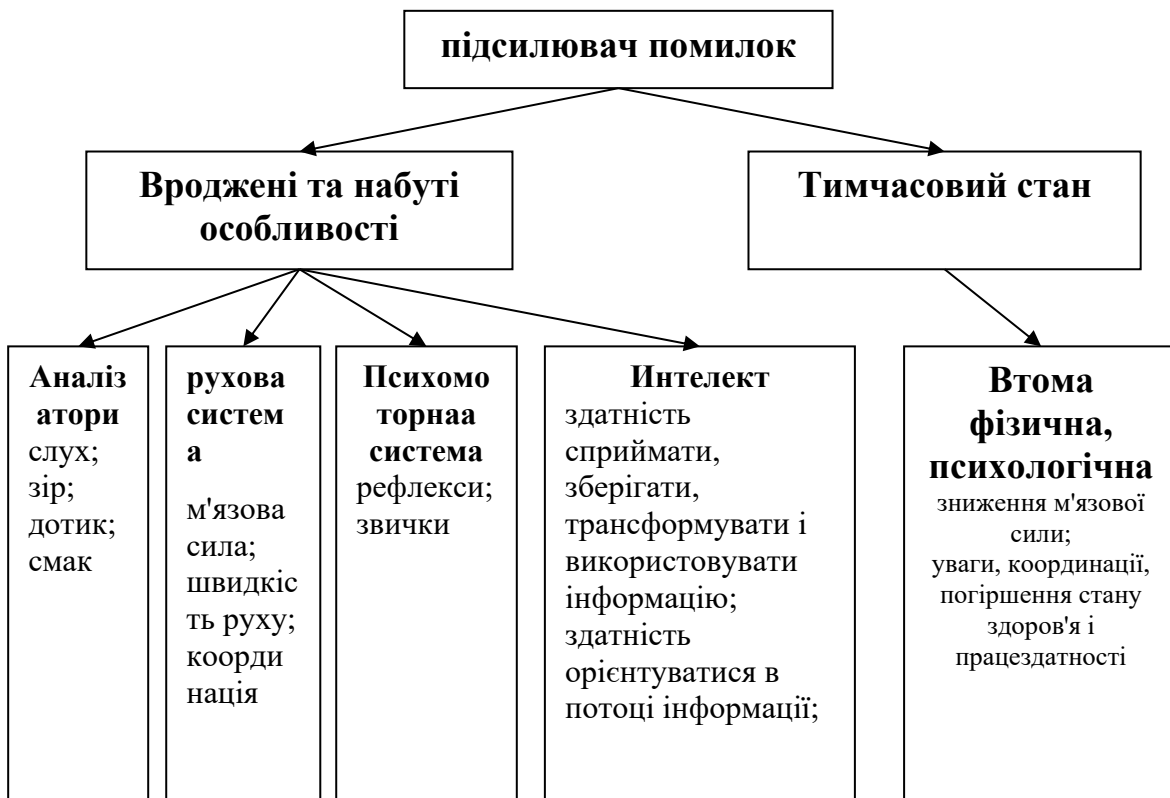 підсилювач помилок
Вроджені та набуті
особливості
Тимчасовий стан
Аналіз
атори
слух;
зір;
дотик;
смак
рухова
систем
а
м'язова
сила;
швидкіс
ть руху;
коорди
нація
Психомо
торнаа
система
рефлекси;
звички
Интелект
здатність
сприймати,
зберігати,
трансформувати і
використовувати
інформацію;
здатність
орієнтуватися в
потоці інформації;
Втома
фізична,
психологічна
зниження м'язової
сили;
уваги, координації,
погіршення стану
здоров'я і
працездатності